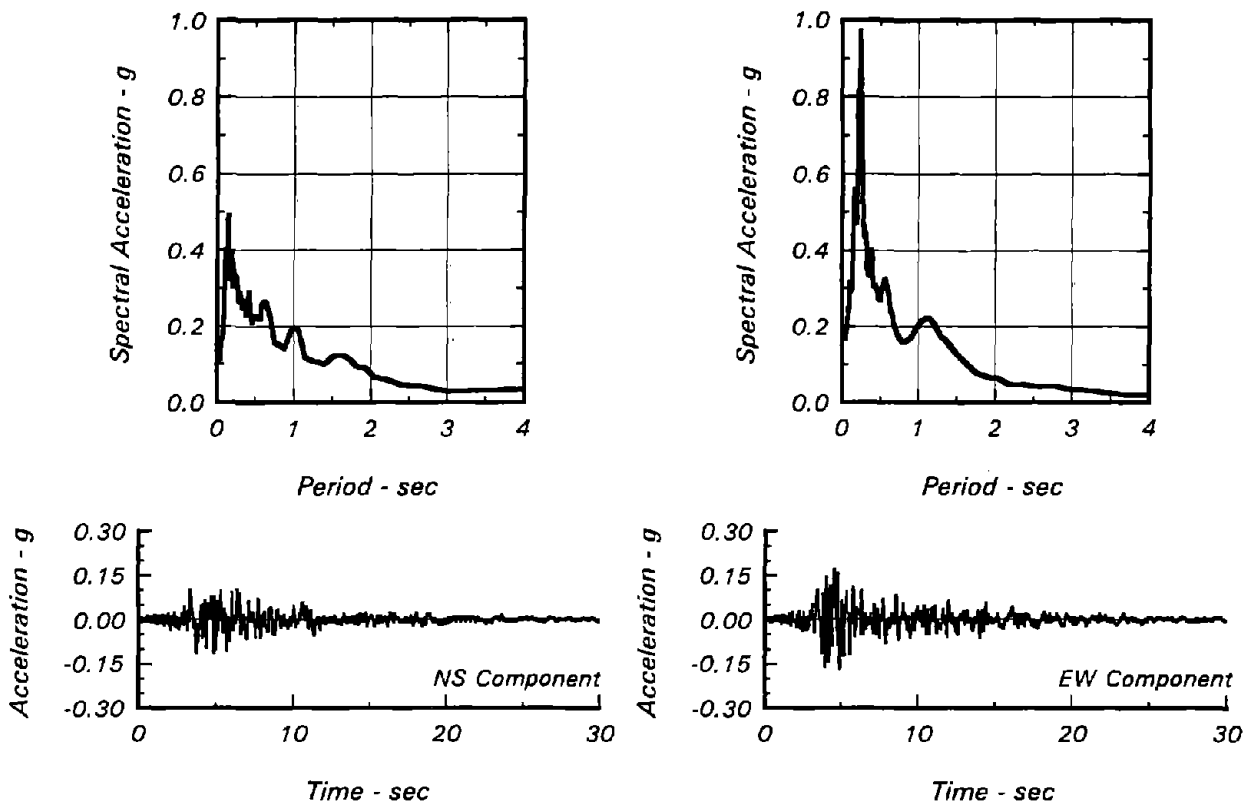 Spectral Acceleration - g
1.0
0.8
0.6
0.4
0.2
0.0
0 1 2 3 4
Period - sec
Spectral Acceleration - g
1.0
0.8
0.6
0.4
0.2
0.0
0 1 2 3 4
Period - sec
Acceleration - g
0.30
0.15
0.00
-0.15
-0.30
NS Component
0 10 20 30
Time - sec
Acceleration - g
0.30
0.15
0.00
-0.15
-0.30
EW Component
0 10 20 30
Time - sec